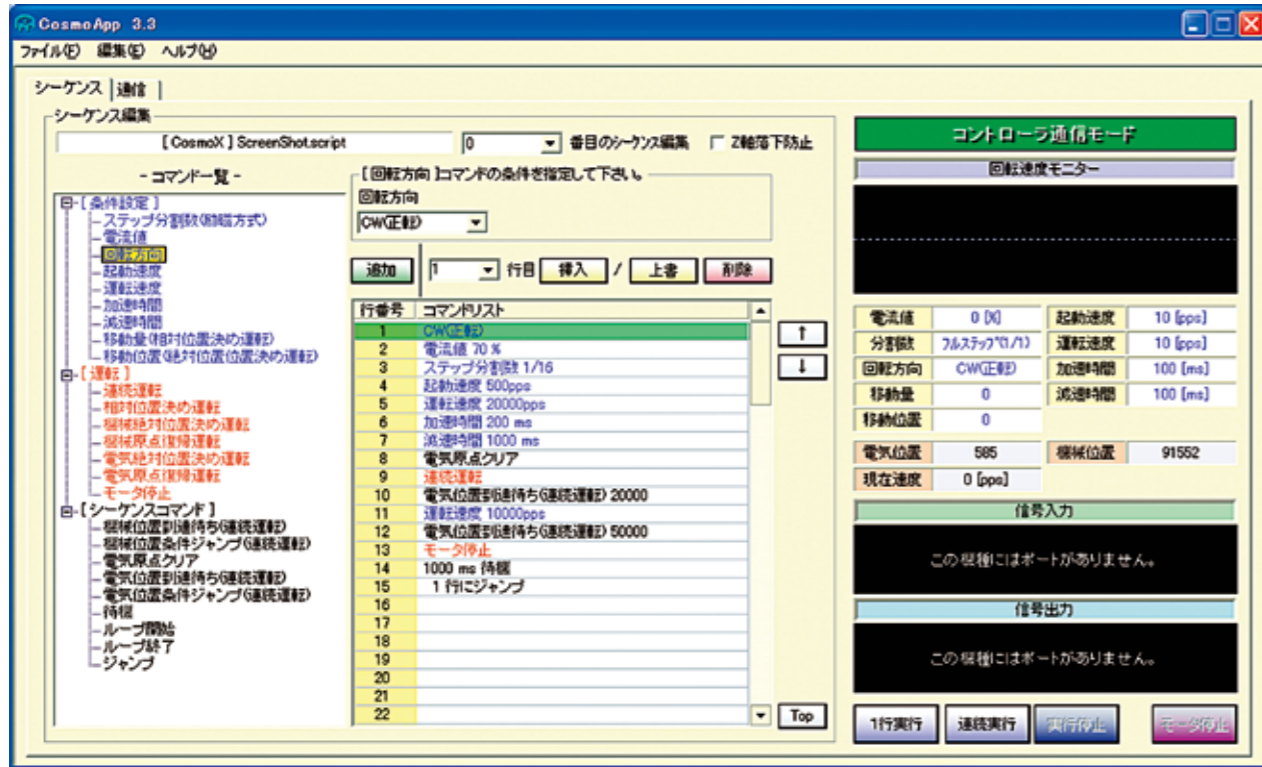 CosmoApp 3.3
ファイル(F) 編集(E) ヘルプ(H)
シーケンス 通信
シーケンス編集
[ CosmoX ] ScreenShot.script
0 番目のシーケンス編集 Z軸落下防止
- コマンド一覧 -
[ 条件設定 ]
ステップ分割数(励磁方式)
電流値
回転方向
起動速度
運転速度
加速時間
減速時間
移動量(相対位置決め運転)
移動位置(絶対位置位置決め運転)
[ 運転 ]
連続運転
相対位置決め運転
機械絶対位置決め運転
機械原点復帰運転
電気絶対位置決め運転
電気原点復帰運転
モータ停止
[ シーケンスコマンド ]
機械位置到達待ち(連続運転)
機械位置条件ジャンプ(連続運転)
電気原点クリア
電気位置到達待ち(連続運転)
電気位置条件ジャンプ(連続運転)
待機
ループ開始
ループ終了
ジャンプ
[ 回転方向 ]コマンドの条件を指定して下さい。
回転方向
CW(正転)
追加 1 行目 挿入 / 上書 削除
行番号 コマンドリスト
1 CW(正転)
2 電流値 70 %
3 ステップ分割数 1/16
4 起動速度 500pps
5 運転速度 20000pps
6 加速時間 200 ms
7 減速時間 1000 ms
8 電気原点クリア
9 連続運転
10 電気位置到達待ち(連続運転) 20000
11 運転速度 10000pps
12 電気位置到達待ち(連続運転) 50000
13 モータ停止
14 1000 ms 待機
15 1 行にジャンプ
16
17
18
19
20
21
22
↑
↓
Top
コントローラ通信モード
回転速度モニター
電流値 0 [%] 起動速度 10 [pps]
分割数 フルステップ(1/1) 運転速度 10 [pps]
回転方向 CW(正転) 加速時間 100 [ms]
移動量 0 減速時間 100 [ms]
移動位置 0
電気位置 585 機械位置 91552
現在速度 0 [pps]
信号入力
この機種にはポートがありません。
信号出力
この機種にはポートがありません。
1行実行 連続実行 実行停止 モータ停止